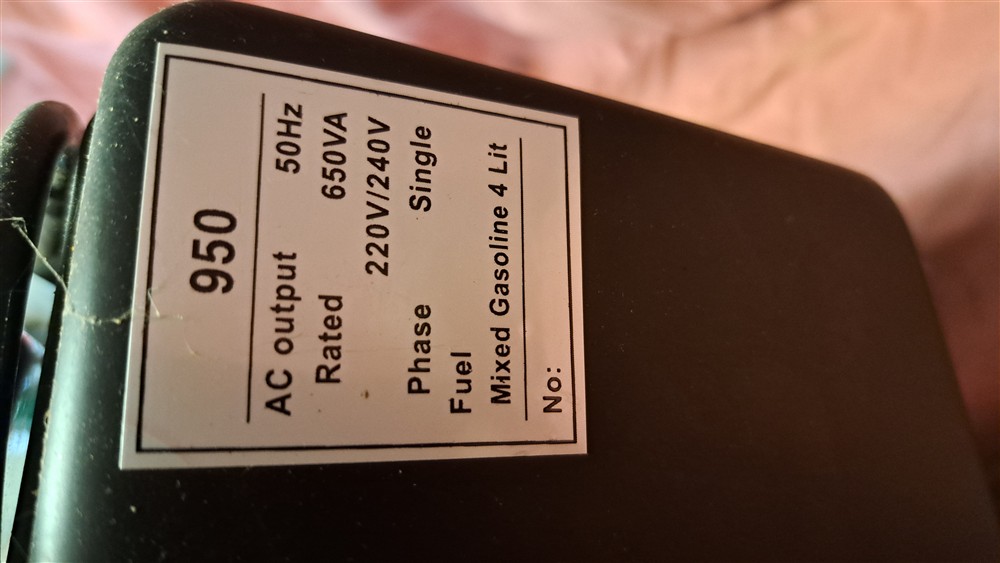 950
AC output 50Hz
Rated 650VA
220V/240V
Phase Single
Fuel
Mixed Gasoline 4 Lit
No: